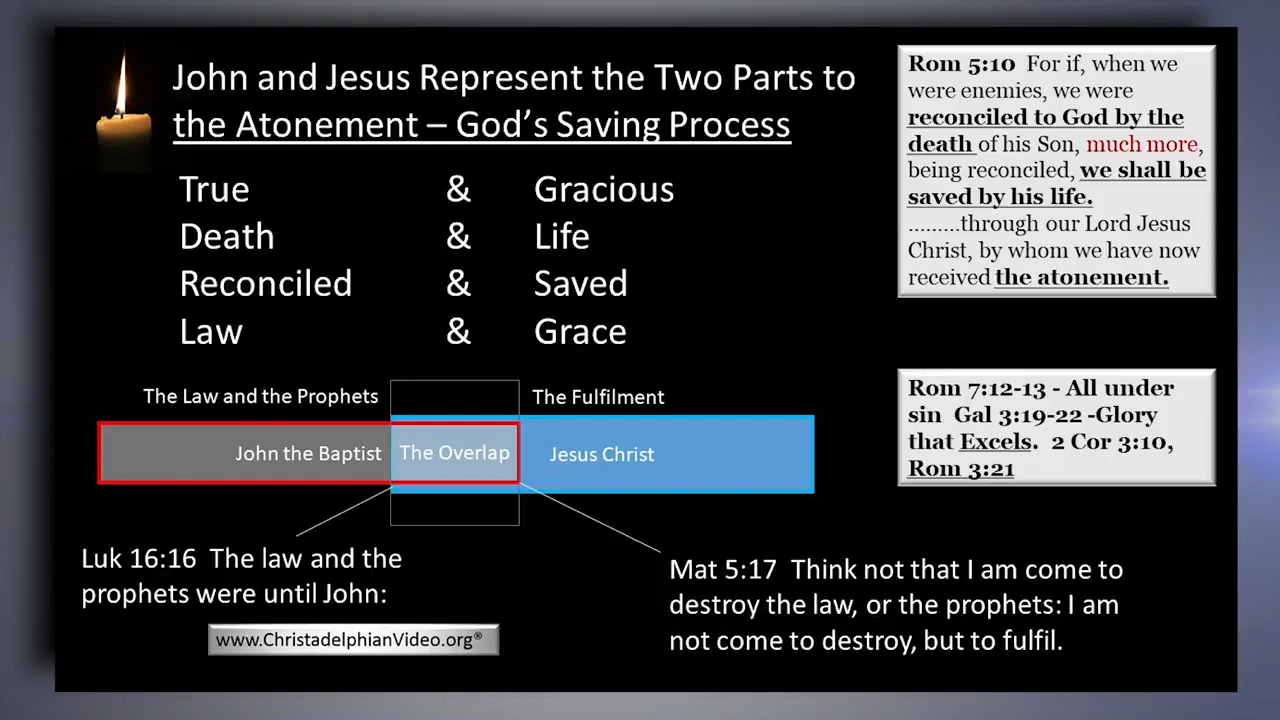 John and Jesus Represent the Two Parts to
the Atonement – God's Saving Process
True & Gracious
Death & Life
Reconciled & Saved
Law & Grace
The Law and the Prophets The Fulfilment
John the Baptist The Overlap Jesus Christ
Luk 16:16 The law and the
prophets were until John:
www.ChristadelphianVideo.org®
Mat 5:17 Think not that I am come to
destroy the law, or the prophets: I am
not come to destroy, but to fulfil.
Rom 5:10 For if, when we
were enemies, we were
reconciled to God by the
death of his Son, much more,
being reconciled, we shall be
saved by his life.
.........through our Lord Jesus
Christ, by whom we have now
received the atonement.
Rom 7:12-13 - All under
sin Gal 3:19-22 -Glory
that Excels. 2 Cor 3:10,
Rom 3:21